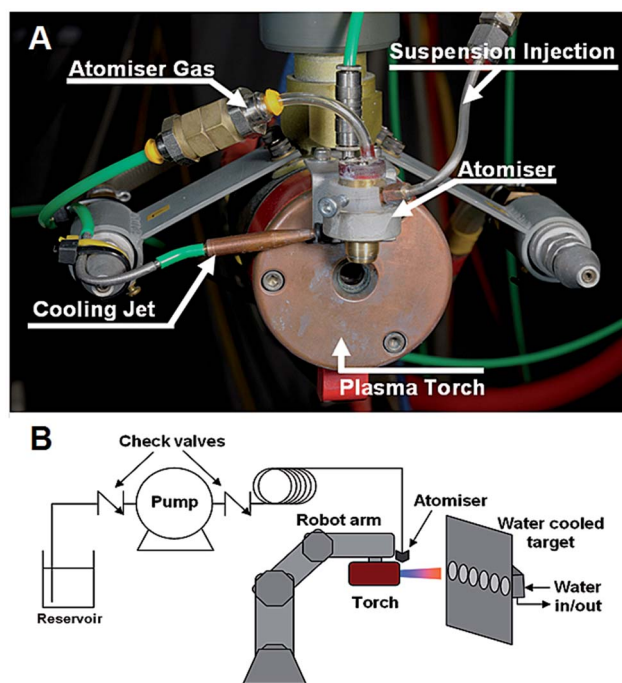 A
Atomiser Gas
Suspension Injection
Atomiser
Cooling Jet
Plasma Torch
B
Check valves
Pump
Reservoir
Robot arm
Torch
Atomiser
Water cooled
target
Water
in/out